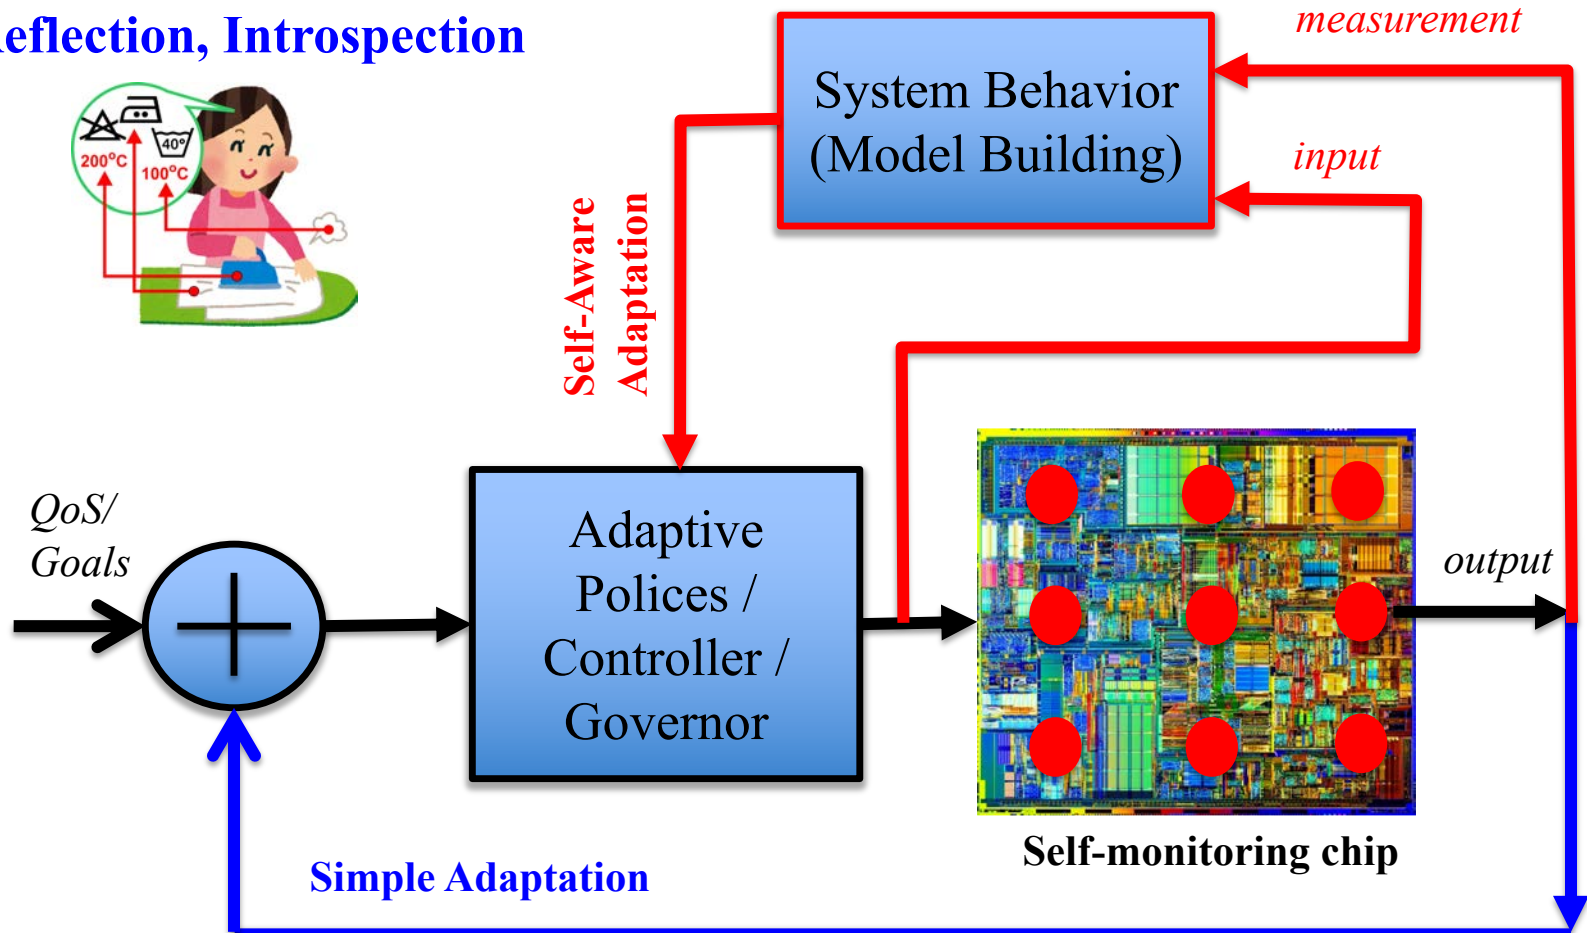 eflection, Introspection
measurement
System Behavior
(Model Building)
input
40°
200°C
100°C
Self-Aware
Adaptation
QoS/
Goals
Adaptive
Polices /
Controller /
Governor
output
Self-monitoring chip
Simple Adaptation